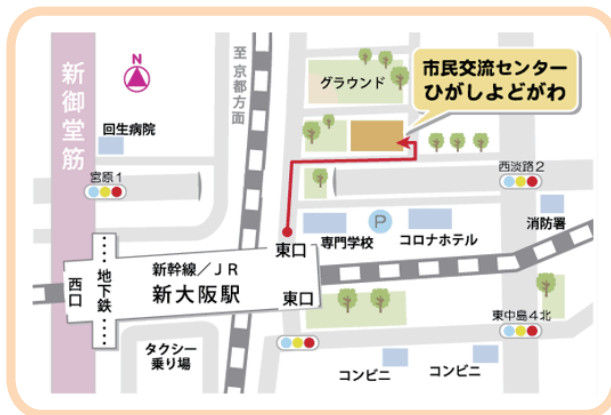 新御堂筋
N
回生病院
宮原1
至京都方面
グラウンド
市民交流センター
ひがしよどがわ
西淡路2
P
専門学校
コロナホテル
消防署
東口
新幹線/JR
新大阪駅
東口
西口
地下鉄
タクシー
乗り場
東中島4北
コンビニ
コンビニ